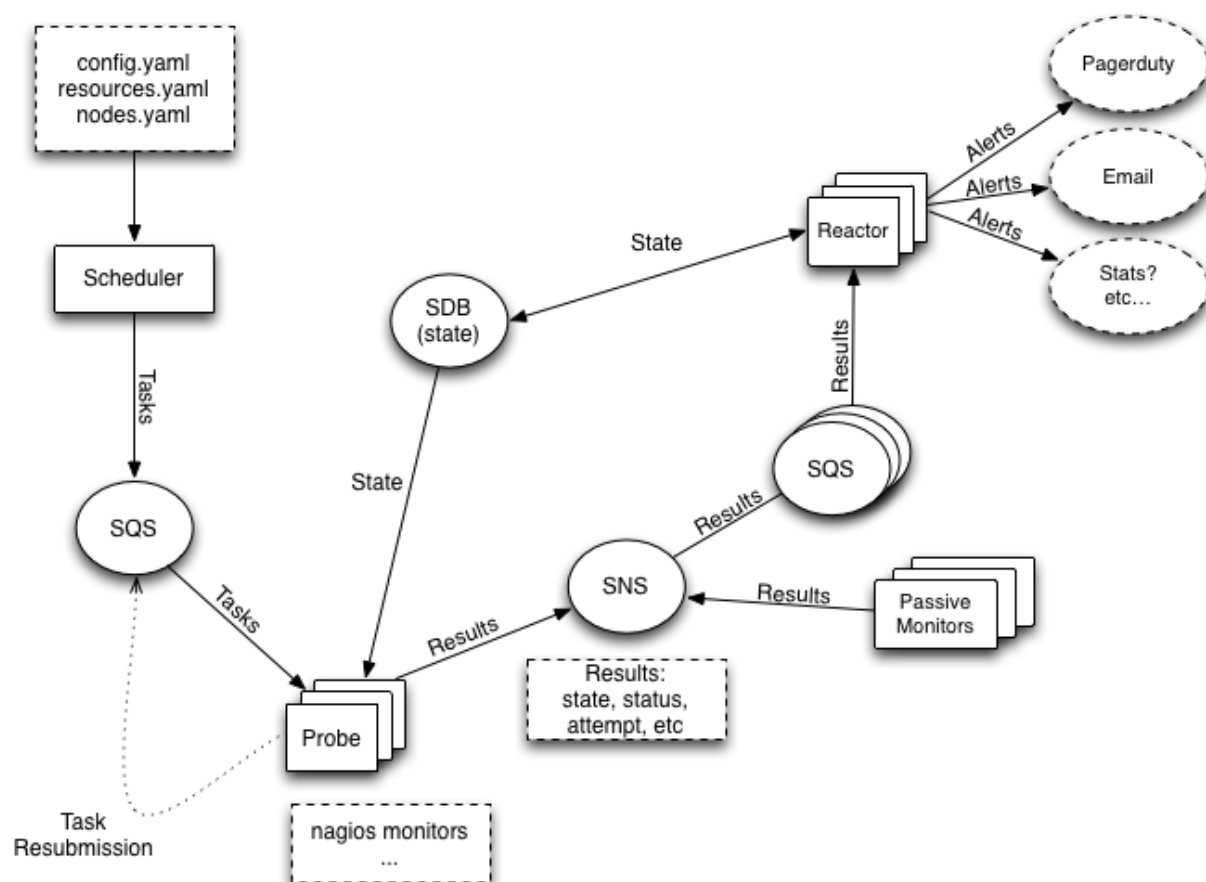 config.yaml
resources.yaml
nodes.yaml
Pagerduty
Alerts
Email
Alerts
Reactor
Alerts
Stats?
etc...
State
Scheduler
SDB
(state)
Results
Tasks
SQS
State
SQS
Results
SNS
Results
Passive
Monitors
Tasks
Results
Results:
state, status,
attempt, etc
Probe
Task
Resubmission
nagios monitors
...